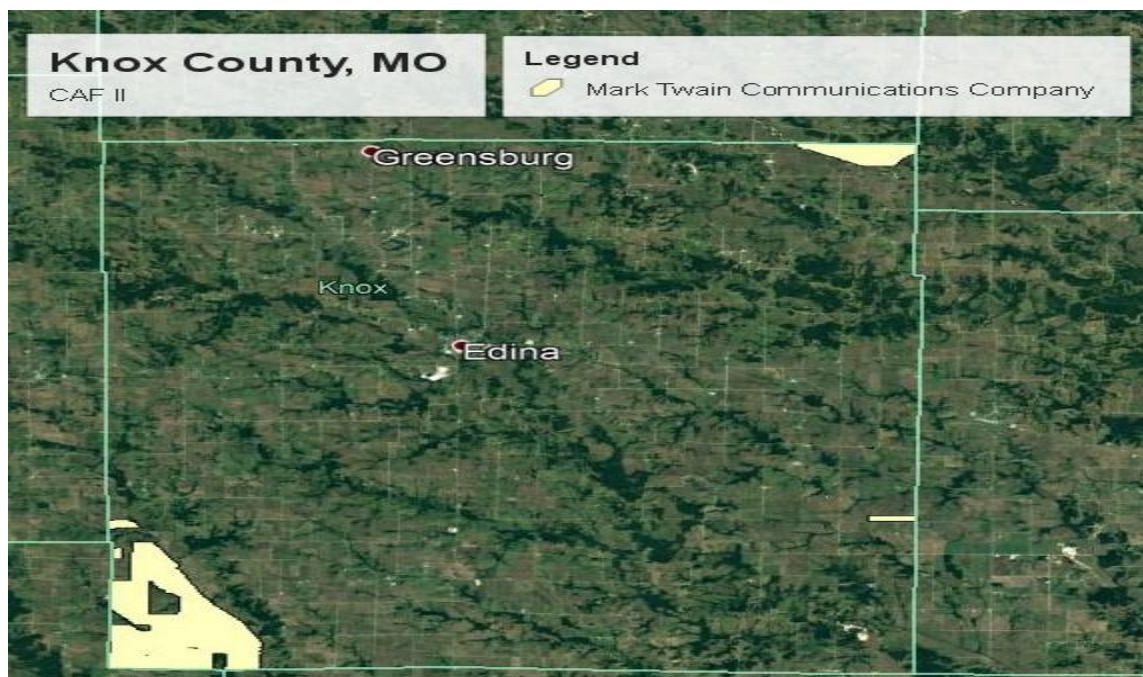 Knox County, MO
CAF II
Legend
Mark Twain Communications Company
Greensburg
Knox
Edina